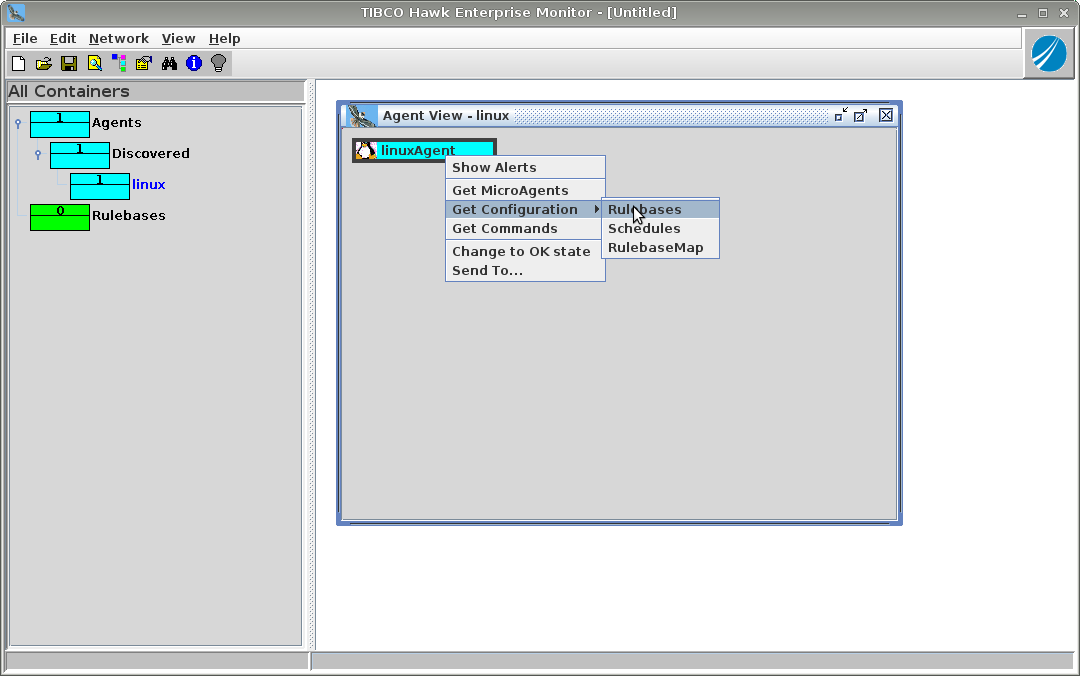 TIBCO Hawk Enterprise Monitor - [Untitled]
File Edit Network View Help
All Containers
1 Agents
1 Discovered
1 linux
0 Rulebases
Agent View - linux
linuxAgent
Show Alerts
Get MicroAgents
Get Configuration
Get Commands
Change to OK state
Send To...
Rulebases
Schedules
RulebaseMap